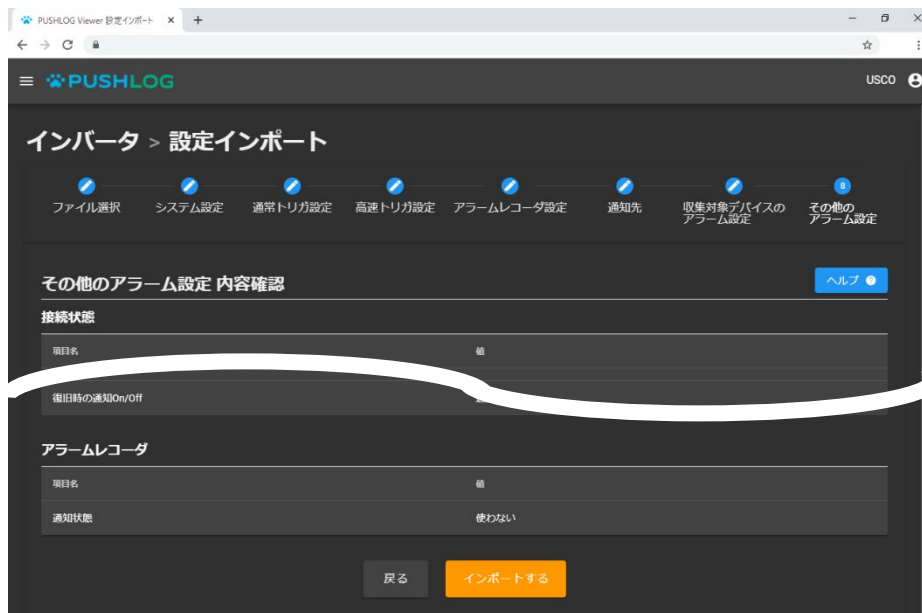 PUSHLOG Viewer 設定インポート
PUSHLOG
USCO
インバータ > 設定インポート
ファイル選択
システム設定
通常トリガ設定
高速トリガ設定
アラームレコーダ設定
通知先
収集対象デバイスの
アラーム設定
8
その他の
アラーム設定
その他のアラーム設定 内容確認
ヘルプ
接続状態
項目名 値
復旧時の通知On/Off
アラームレコーダ
項目名 値
通知状態 使わない
戻る インポートする